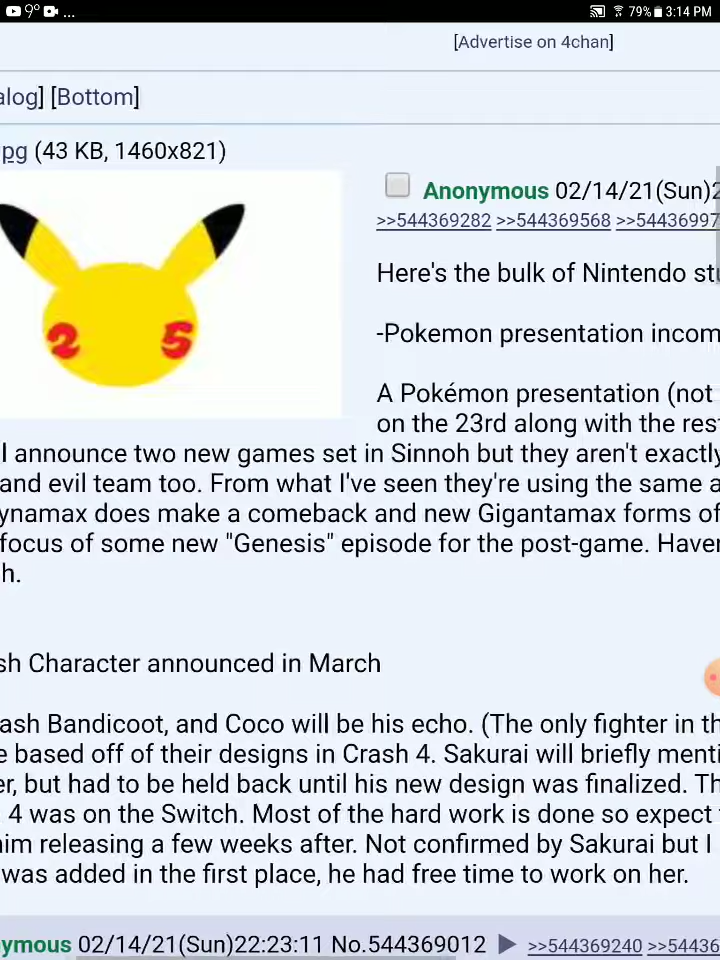 9° ... 79% 3:14 PM
[Advertise on 4chan]
alog] [Bottom]
pg (43 KB, 1460x821)
25
Anonymous 02/14/21(Sun)2
>>544369282 >>544369568 >>54436997
Here's the bulk of Nintendo stu
-Pokemon presentation incom
A Pokémon presentation (not
on the 23rd along with the rest
l announce two new games set in Sinnoh but they aren't exactly
and evil team too. From what I've seen they're using the same a
ynamax does make a comeback and new Gigantamax forms of
focus of some new "Genesis" episode for the post-game. Haven
h.
sh Character announced in March
ash Bandicoot, and Coco will be his echo. (The only fighter in th
e based off of their designs in Crash 4. Sakurai will briefly menti
er, but had to be held back until his new design was finalized. Th
4 was on the Switch. Most of the hard work is done so expect
him releasing a few weeks after. Not confirmed by Sakurai but I
was added in the first place, he had free time to work on her.
nymous 02/14/21(Sun)22:23:11 No.544369012 ▶ >>544369240 >>54436